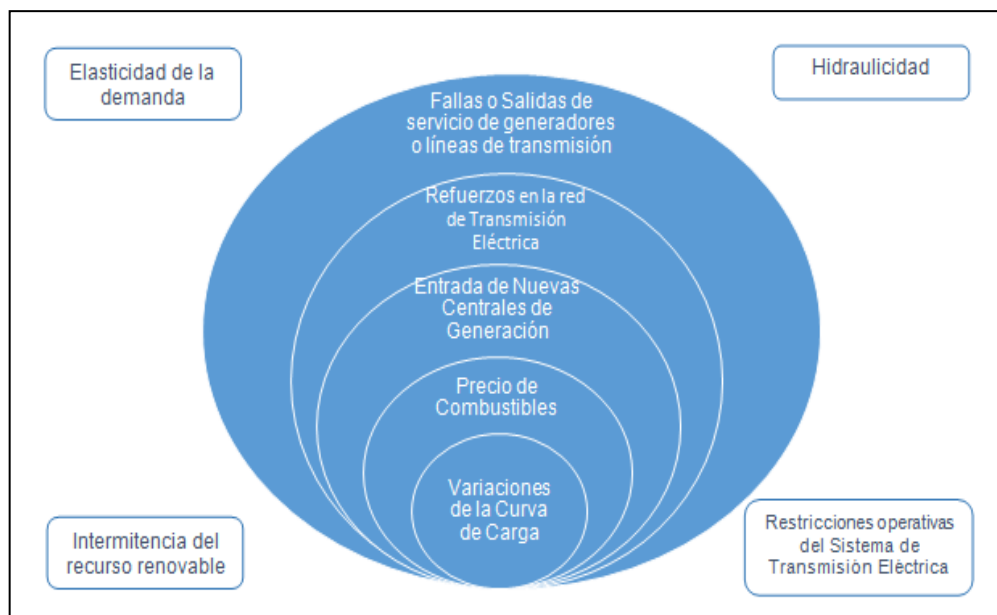 Elasticidad de la
demanda
Hidraulicidad
Fallas o Salidas de
servicio de generadores
o líneas de transmisión
Refuerzos en la red
de Transmisión
Eléctrica
Entrada de Nuevas
Centrales de
Generación
Precio de
Combustibles
Variaciones
de la Curva
de Carga
Intermitencia del
recurso renovable
Restricciones operativas
del Sistema de
Transmisión Eléctrica